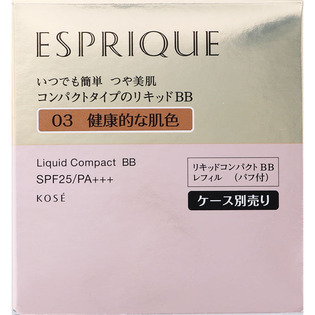 ESPRIQUE
いつでも簡単 つや美肌
コンパクトタイプのリキッドBB
03 健康的な肌色
Liquid Compact BB
SPF25/PA+++
KOSÉ
リキッドコンパクトBB
レフィル (パフ付)
ケース別売り